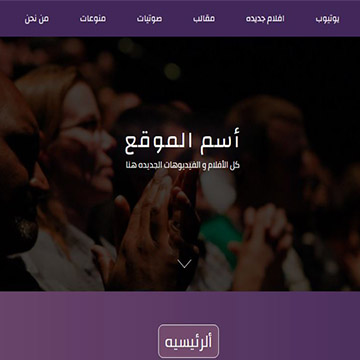 يوتيوب افلام جديده مقالب صوتيات منوعات من نحن
أسم الموقع
كل الأفلام و الفيديوهات الجديده هنا
ألرئيسيه